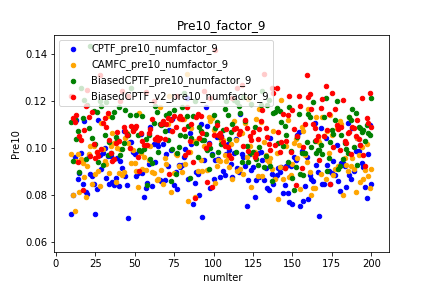 Pre10_factor_9
CPTF_pre10_numfactor_9
CAMFC_pre10_numfactor_9
BiasedCPTF_pre10_numfactor_9
BiasedCPTF_v2_pre10_numfactor_9
0.14
0.12
0.10
0.08
0.06
Pre10
0 25 50 75 100 125 150 175 200
numIter